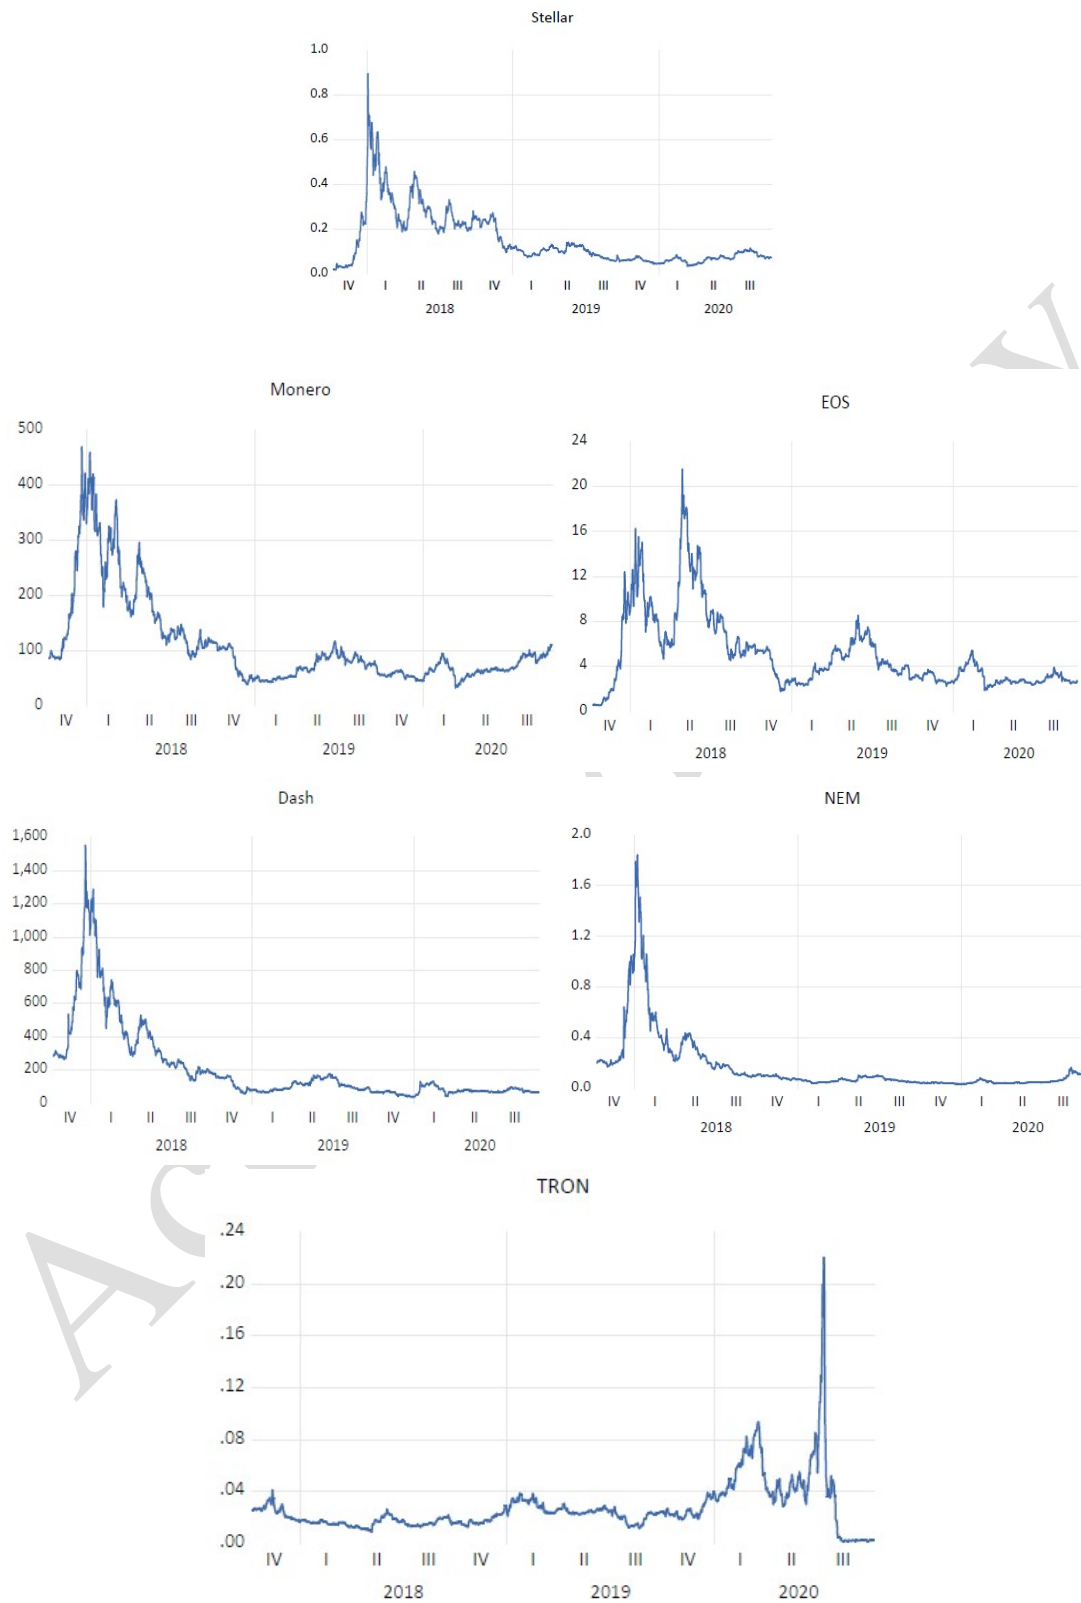 Stellar
1.0
0.8
0.6
0.4
0.2
0.0
IV I II III IV I II III IV I II III
2018 2019 2020
Monero
500
400
300
200
100
0
IV I II III IV I II III IV I II III
2018 2019 2020
EOS
24
20
16
12
8
4
0
IV I II III IV I II III IV I II III
2018 2019 2020
Dash
1,600
1,400
1,200
1,000
800
600
400
200
0
IV I II III IV I II III IV I II III
2018 2019 2020
NEM
2.0
1.6
1.2
0.8
0.4
0.0
IV I II III IV I II III IV I II III
2018 2019 2020
TRON
.24
.20
.16
.12
.08
.04
.00
IV I II III IV I II III IV I II III
2018 2019 2020